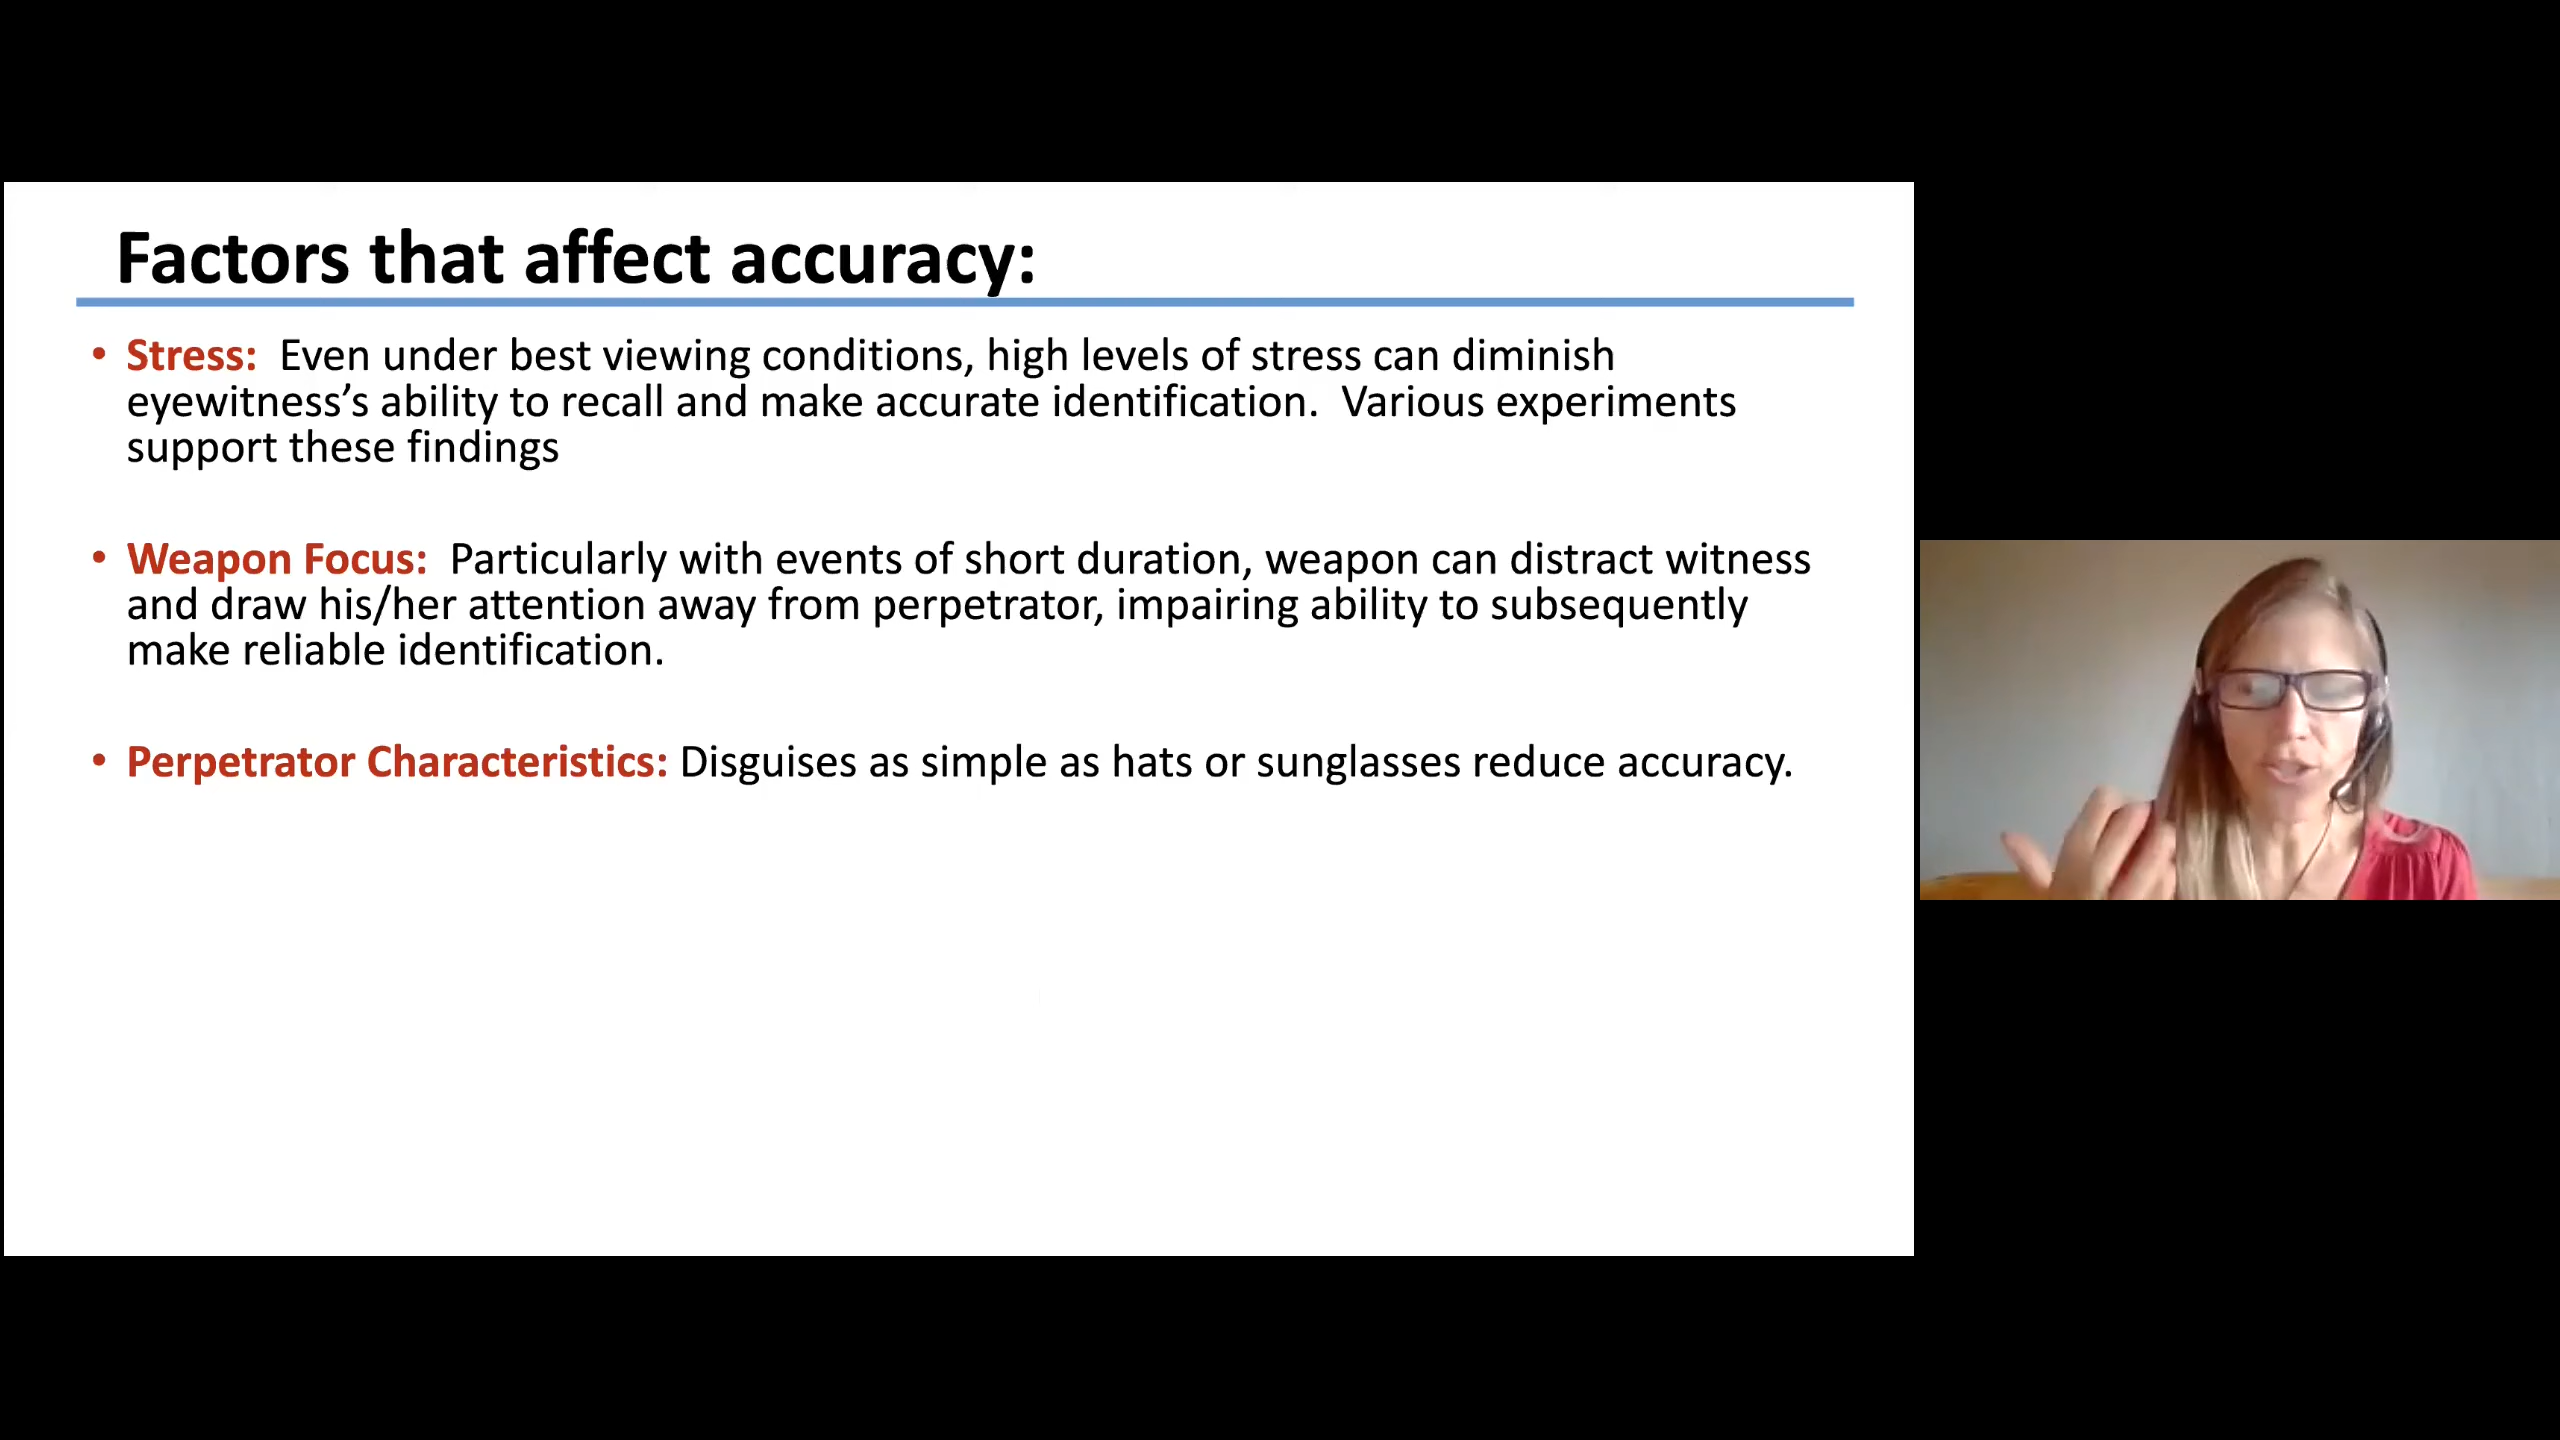 Factors that affect accuracy:
• Stress:  Even under best viewing conditions, high levels of stress can diminish
eyewitness’s ability to recall and make accurate identification.  Various experiments
support these findings
• Weapon Focus:  Particularly with events of short duration, weapon can distract witness
and draw his/her attention away from perpetrator, impairing ability to subsequently
make reliable identification.
• Perpetrator Characteristics: Disguises as simple as hats or sunglasses reduce accuracy.